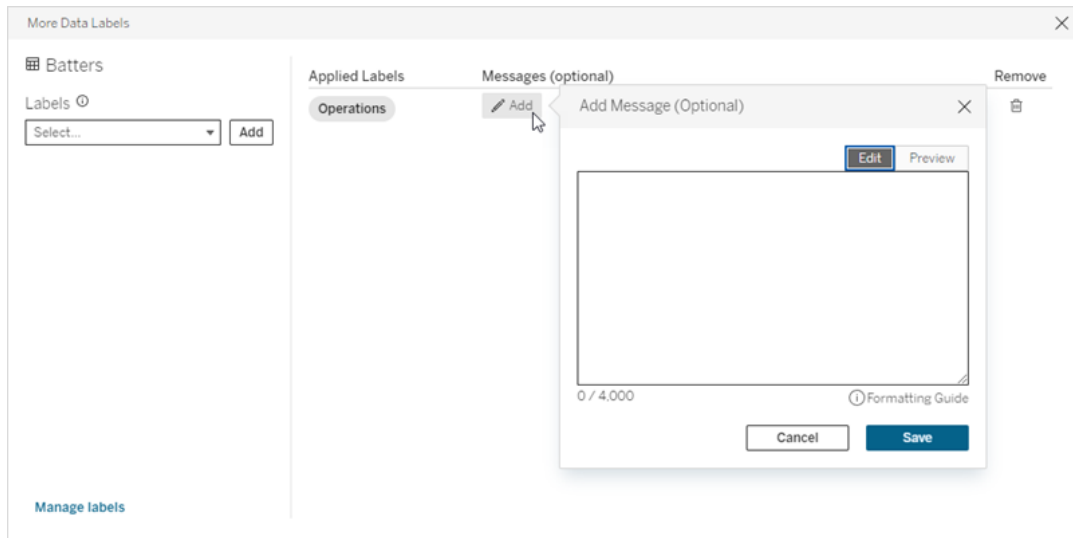 More Data Labels
Batters
Labels
Select...
Add
Manage labels
Applied Labels Messages (optional) Remove
Operations
Add
Add Message (Optional)
Edit Preview
0 / 4,000
Formatting Guide
Cancel Save